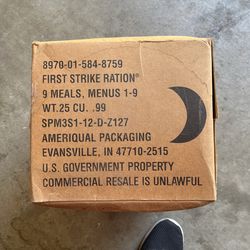 8970-01-584-8759
FIRST STRIKE RATION®
9 MEALS, MENUS 1-9
WT.25 CU. .99
SPM3S1-12-D-Z127
AMERIQUAL PACKAGING
EVANSVILLE, IN 47710-2515
U.S. GOVERNMENT PROPERTY
COMMERCIAL RESALE IS UNLAWFUL